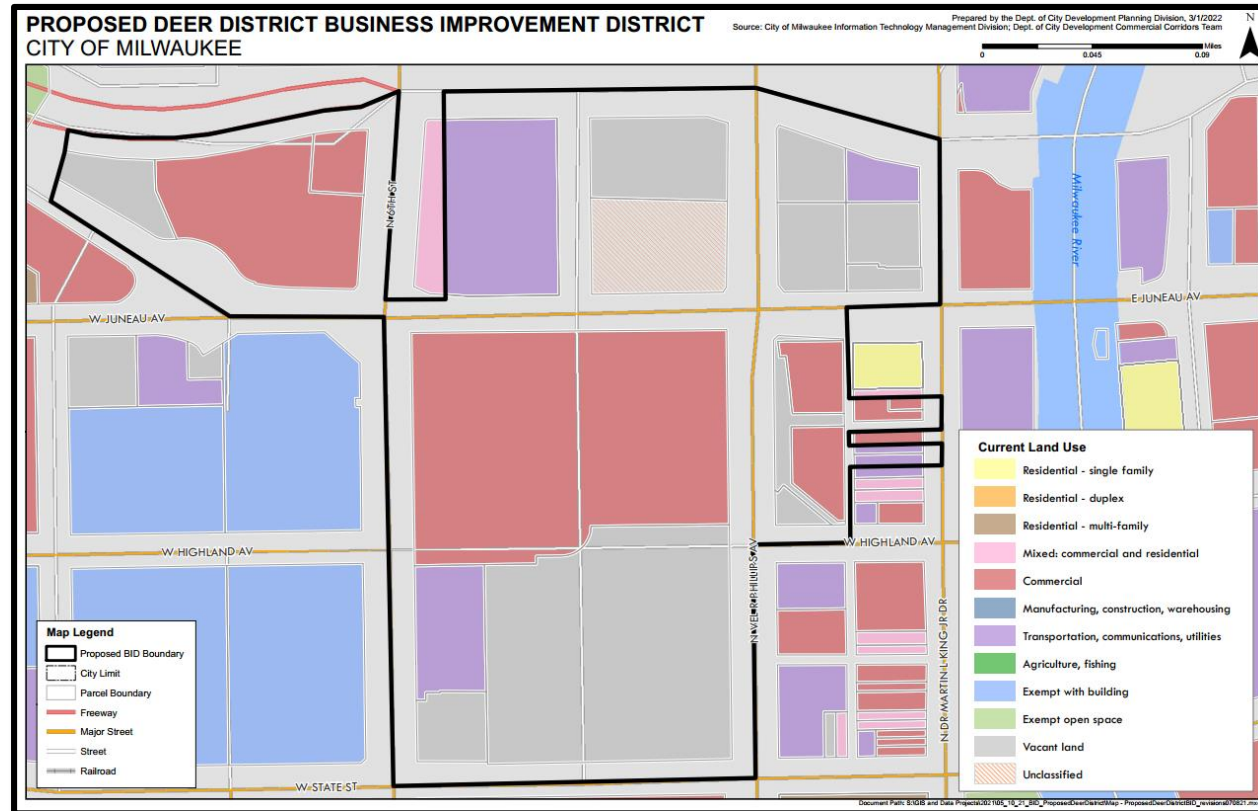 PROPOSED DEER DISTRICT BUSINESS IMPROVEMENT DISTRICT
CITY OF MILWAUKEE
Prepared by the Dept. of City Development Planning Division, 3/1/2022
Source: City of Milwaukee Information Technology Management Division; Dept. of City Development Commercial Corridors Team
N
Miles
0 0.045 0.09
N 6TH ST
Milwaukee River
W JUNEAU AV
E JUNEAU AV
W HIGHLAND AV
W HIGHLAND AV
N VEL R PHILLIPS AV
N DR MARTIN L KING JR DR
W STATE ST
Map Legend
Proposed BID Boundary
City Limit
Parcel Boundary
Freeway
Major Street
Street
Railroad
Current Land Use
Residential - single family
Residential - duplex
Residential - multi-family
Mixed: commercial and residential
Commercial
Manufacturing, construction, warehousing
Transportation, communications, utilities
Agriculture, fishing
Exempt with building
Exempt open space
Vacant land
Unclassified